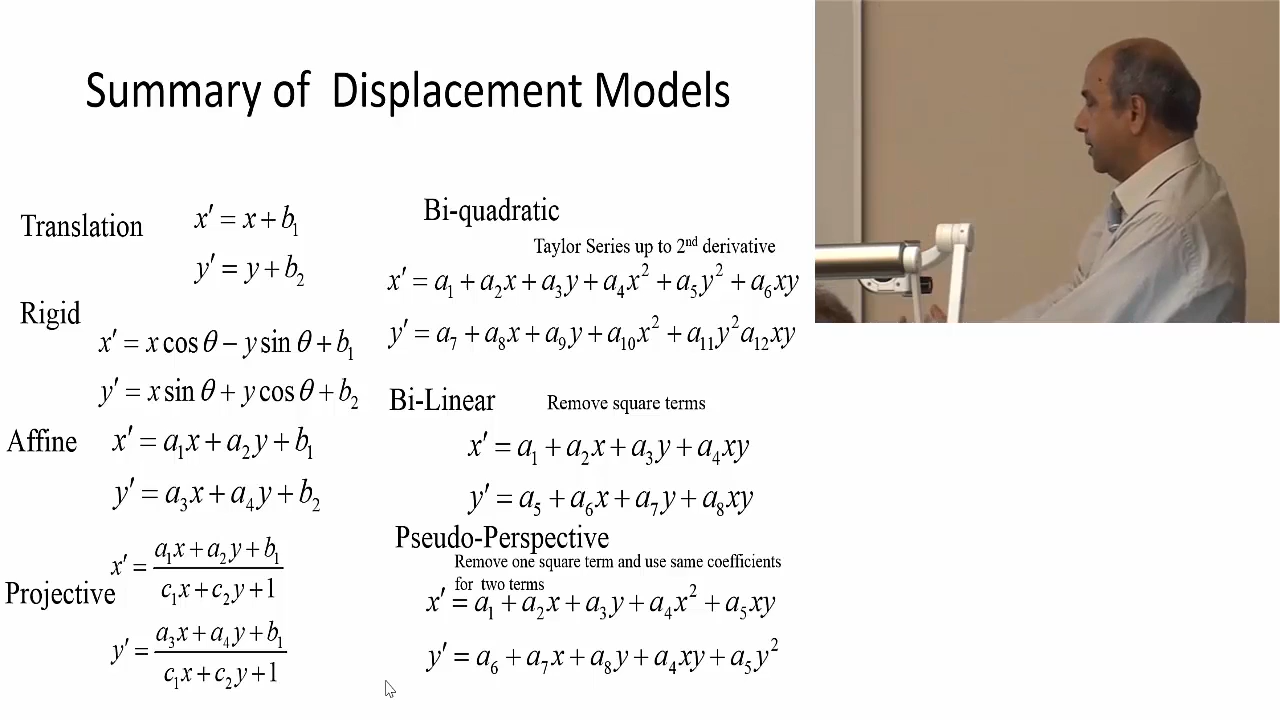 Summary of Displacement Models
Translation
x′ = x + b₁
y′ = y + b₂
Rigid
x′ = x cos θ − y sin θ + b₁
y′ = x sin θ + y cos θ + b₂
Affine
x′ = a₁x + a₂y + b₁
y′ = a₃x + a₄y + b₂
Projective
x′ = (a₁x + a₂y + b₁) / (c₁x + c₂y + 1)
y′ = (a₃x + a₄y + b₁) / (c₁x + c₂y + 1)
Bi-quadratic
Taylor Series up to 2nd derivative
x′ = a₁ + a₂x + a₃y + a₄x² + a₅y² + a₆xy
y′ = a₇ + a₈x + a₉y + a₁₀x² + a₁₁y²a₁₂xy
Bi-Linear
Remove square terms
x′ = a₁ + a₂x + a₃y + a₄xy
y′ = a₅ + a₆x + a₇y + a₈xy
Pseudo-Perspective
Remove one square term and use same coefficients
for two terms
x′ = a₁ + a₂x + a₃y + a₄x² + a₅xy
y′ = a₆ + a₇x + a₈y + a₄xy + a₅y²